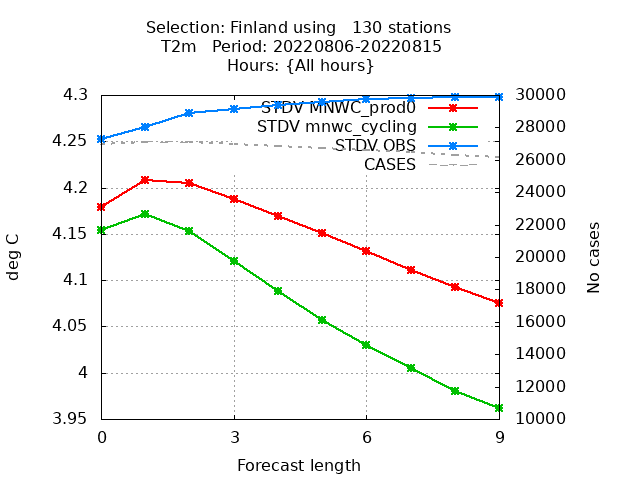 Selection: Finland using   130 stations
T2m   Period: 20220806-20220815
Hours: {All hours}
4.3
4.25
4.2
4.15
4.1
4.05
4
3.95
deg C
STDV MNWC_prod0
STDV mnwc_cycling
STDV OBS
CASES
30000
28000
26000
24000
22000
20000
18000
16000
14000
12000
10000
No cases
0
3
6
9
Forecast length